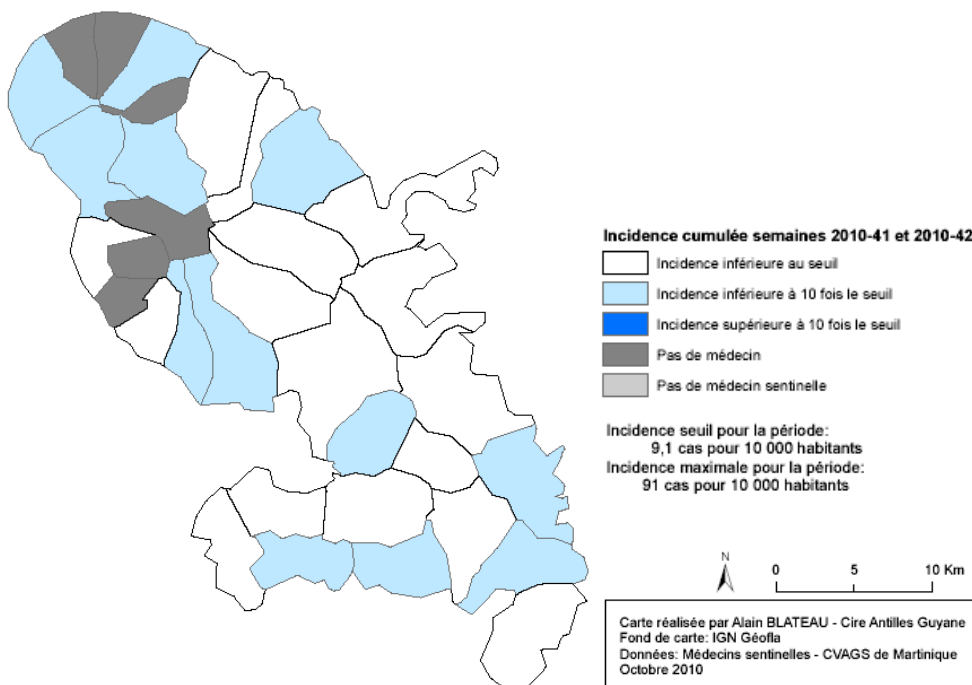 Incidence cumulée semaines 2010-41 et 2010-42
Incidence inférieure au seuil
Incidence inférieure à 10 fois le seuil
Incidence supérieure à 10 fois le seuil
Pas de médecin
Pas de médecin sentinelle
Incidence seuil pour la période:
9,1 cas pour 10 000 habitants
Incidence maximale pour la période:
91 cas pour 10 000 habitants
N
0 5 10 Km
Carte réalisée par Alain BLATEAU - Cire Antilles Guyane
Fond de carte: IGN Géofla
Données: Médecins sentinelles - CVAGS de Martinique
Octobre 2010